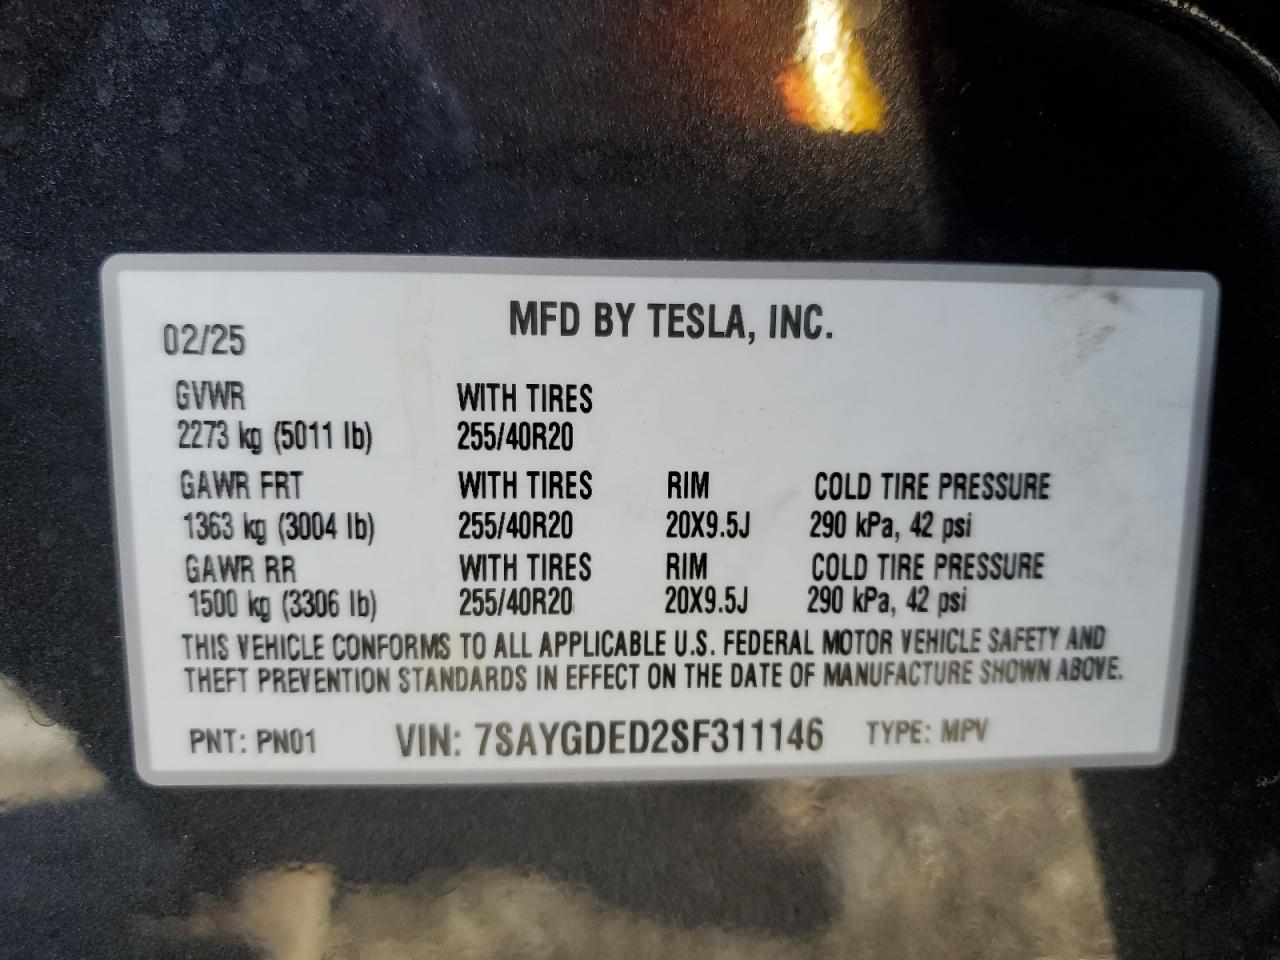 MFD BY TESLA, INC.
02/25
GVWR WITH TIRES
2273 kg (5011 lb) 255/40R20
GAWR FRT WITH TIRES RIM COLD TIRE PRESSURE
1363 kg (3004 lb) 255/40R20 20X9.5J 290 kPa, 42 psi
GAWR RR WITH TIRES RIM COLD TIRE PRESSURE
1500 kg (3306 lb) 255/40R20 20X9.5J 290 kPa, 42 psi
THIS VEHICLE CONFORMS TO ALL APPLICABLE U.S. FEDERAL MOTOR VEHICLE SAFETY AND
THEFT PREVENTION STANDARDS IN EFFECT ON THE DATE OF MANUFACTURE SHOWN ABOVE.
PNT: PN01 VIN: 7SAYGDED2SF311146 TYPE: MPV